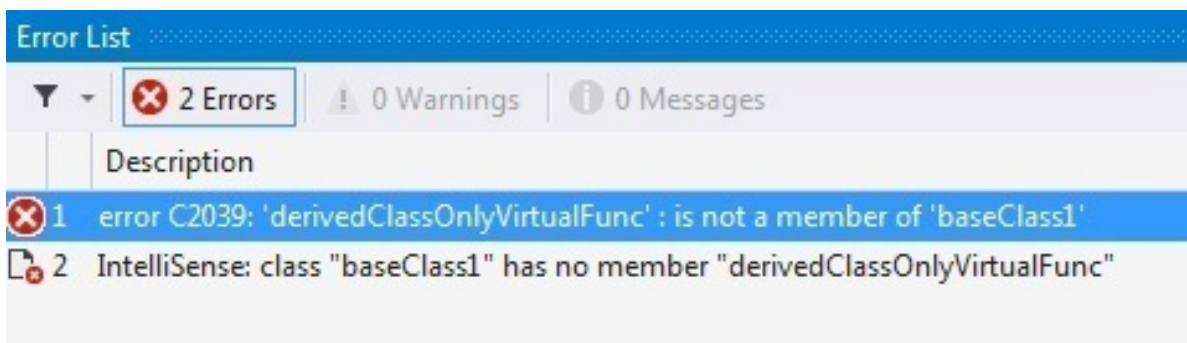 Error List
2 Errors 0 Warnings 0 Messages
Description
1 error C2039: 'derivedClassOnlyVirtualFunc' : is not a member of 'baseClass1'
2 IntelliSense: class "baseClass1" has no member "derivedClassOnlyVirtualFunc"